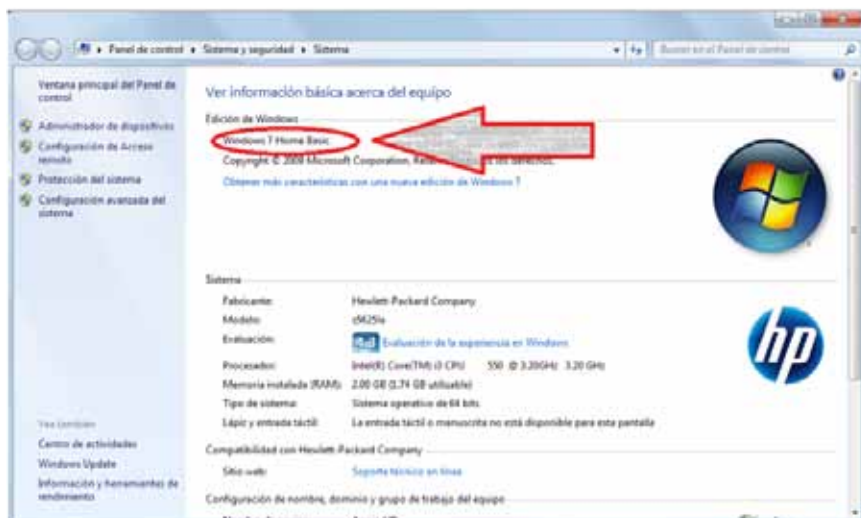 Panel de control ▸ Sistema y seguridad ▸ Sistema
Buscar en el Panel de control
Ventana principal del Panel de control
Administrador de dispositivos
Configuración de Acceso remoto
Protección del sistema
Configuración avanzada del sistema
Ver información básica acerca del equipo
Edición de Windows
Windows 7 Home Basic
Copyright © 2009 Microsoft Corporation. los derechos.
Obtener más características con una nueva edición de Windows 7
Sistema
Fabricante: Hewlett-Packard Company
Modelo:
Evaluación: Evaluación de la experiencia en Windows
Procesador: Intel(R) Core(TM) i3 CPU 550 @ 3.20GHz 3.20 GHz
Memoria instalada (RAM): 2.00 GB (1.74 GB utilizable)
Tipo de sistema: Sistema operativo de 64 bits
Lápiz y entrada táctil: La entrada táctil o manuscrita no está disponible para esta pantalla
hp
Compatibilidad con Hewlett-Packard Company
Sitio web: Soporte técnico en línea
Configuración de nombre, dominio y grupo de trabajo del equipo
Vea también
Centro de actividades
Windows Update
Información y herramientas de rendimiento